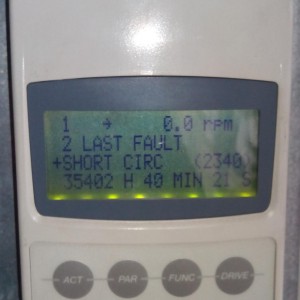 1 → 0.0 rpm
2 LAST FAULT
+SHORT CIRC (2340
35402 H 40 MIN 21 S
ACT PAR FUNC DRIVE